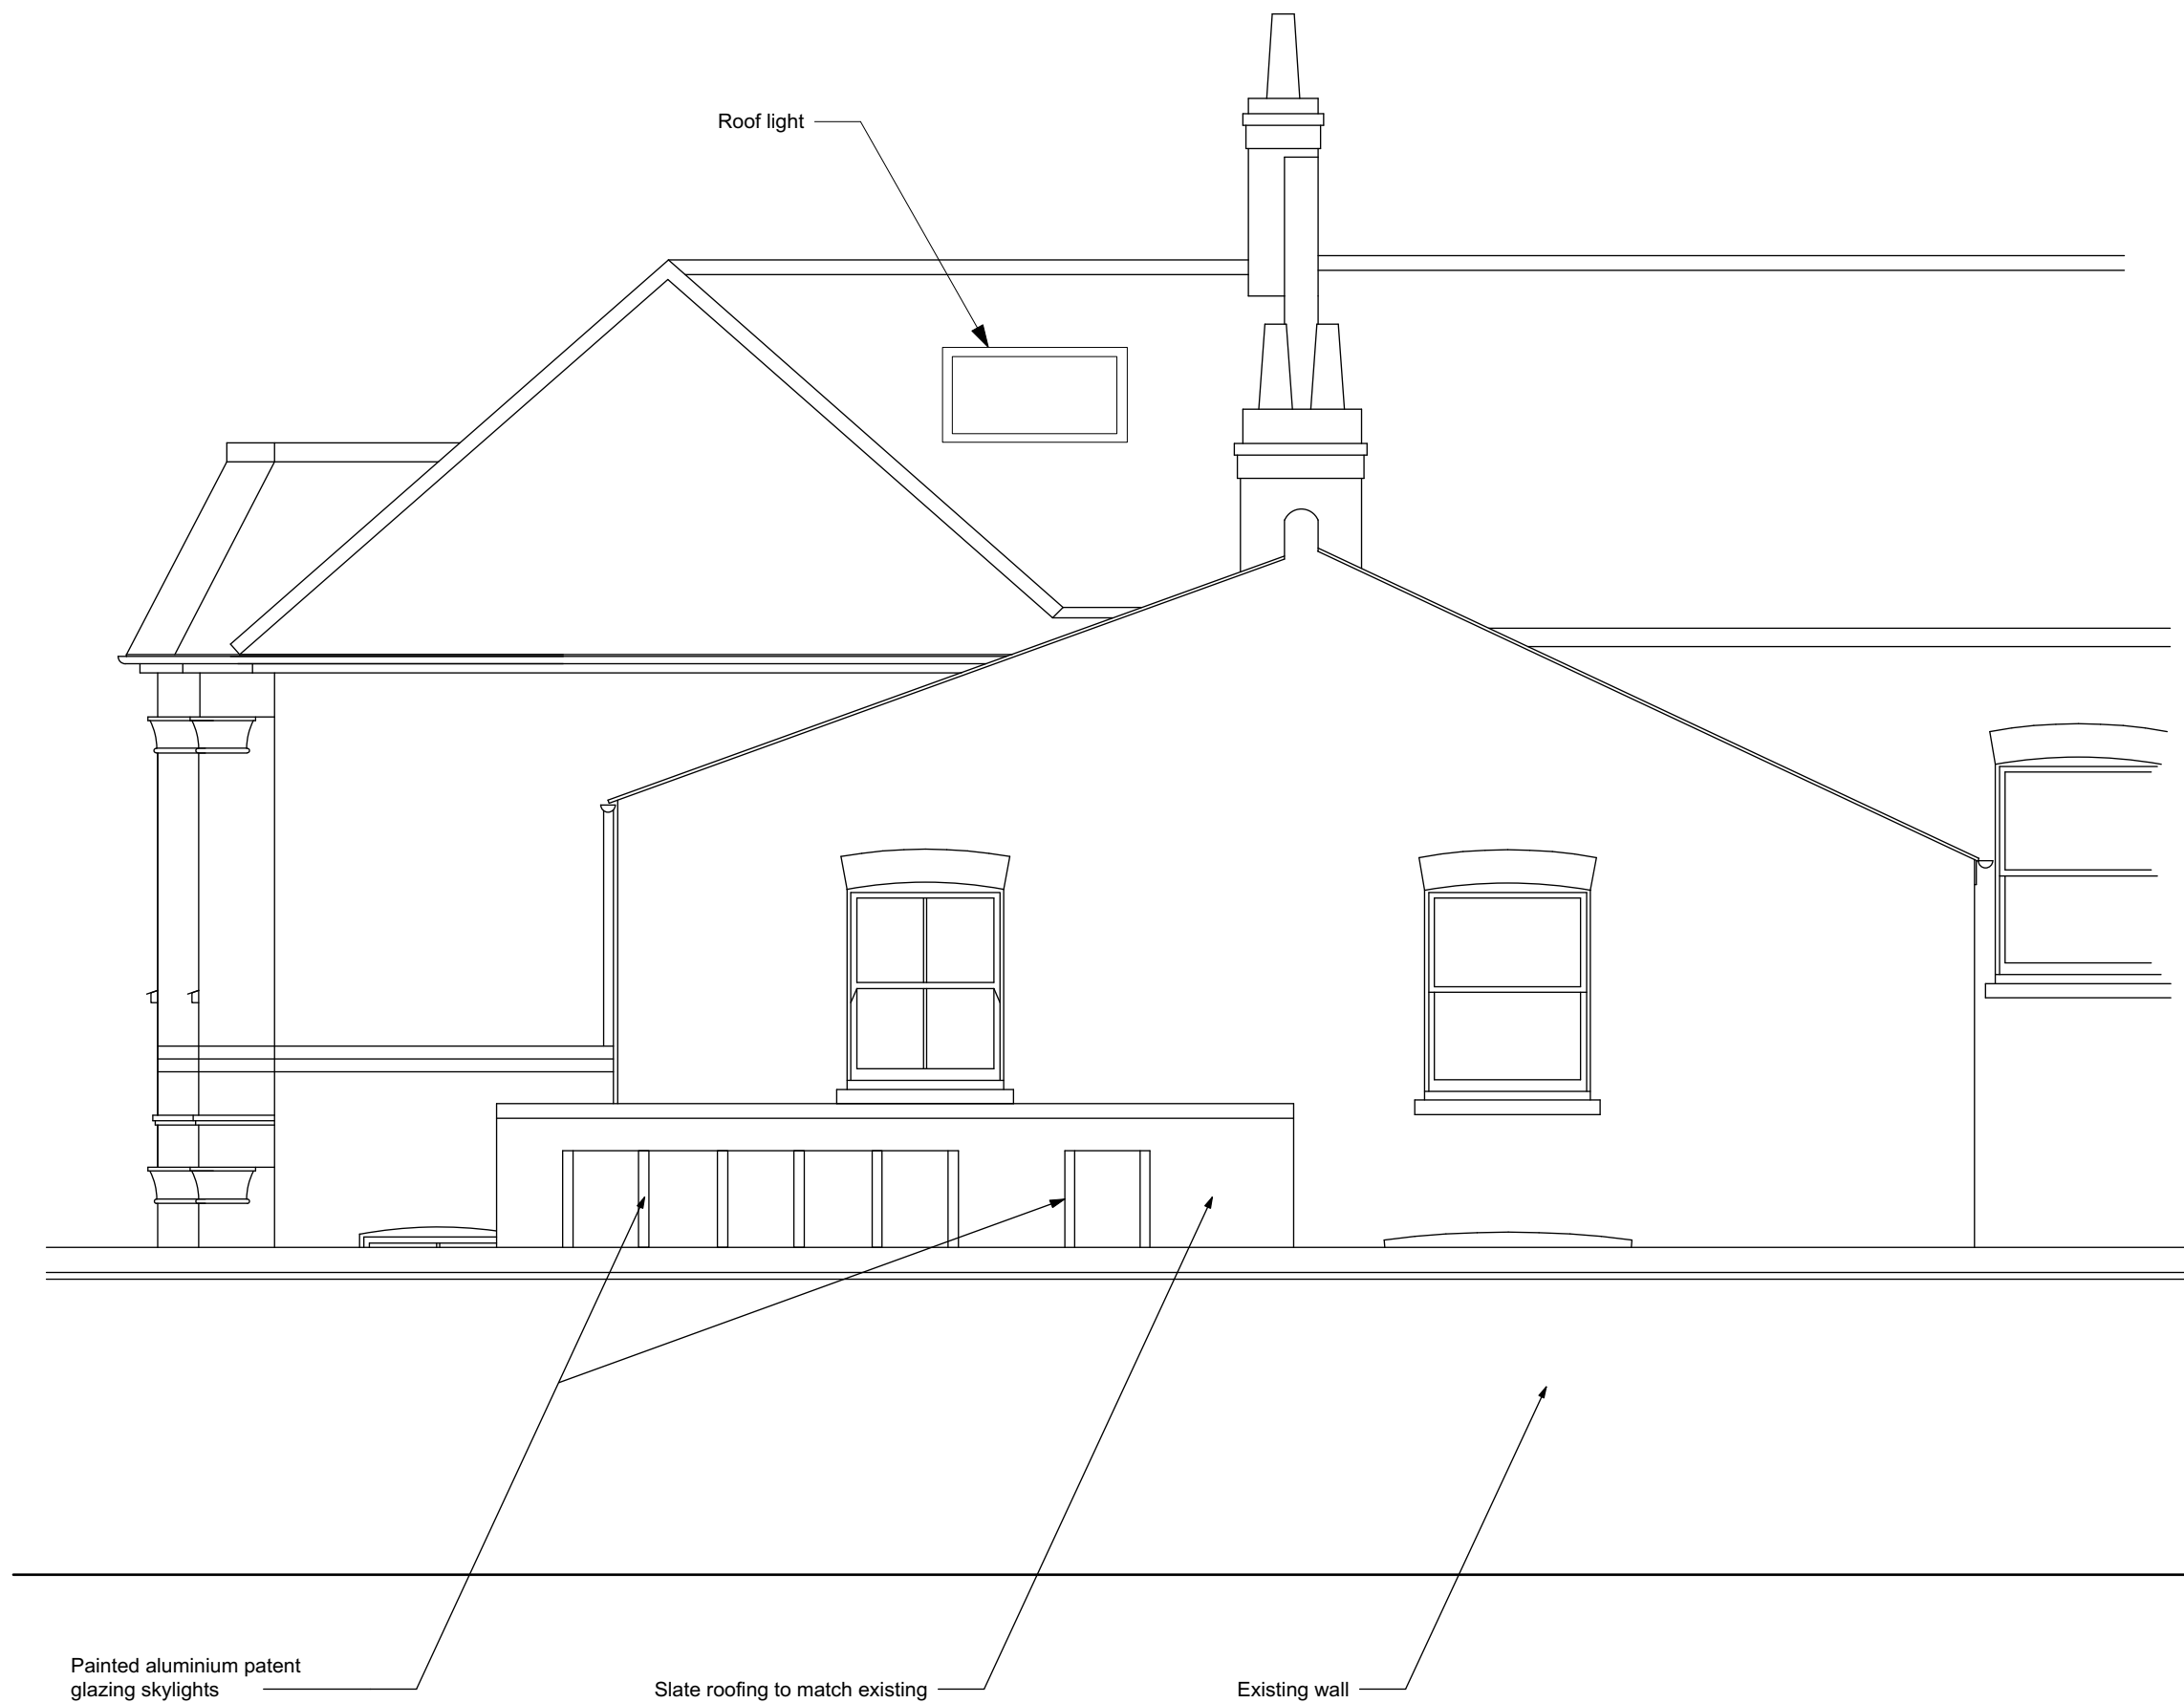 Roof light
Painted aluminium patent
glazing skylights
Slate roofing to match existing
Existing wall